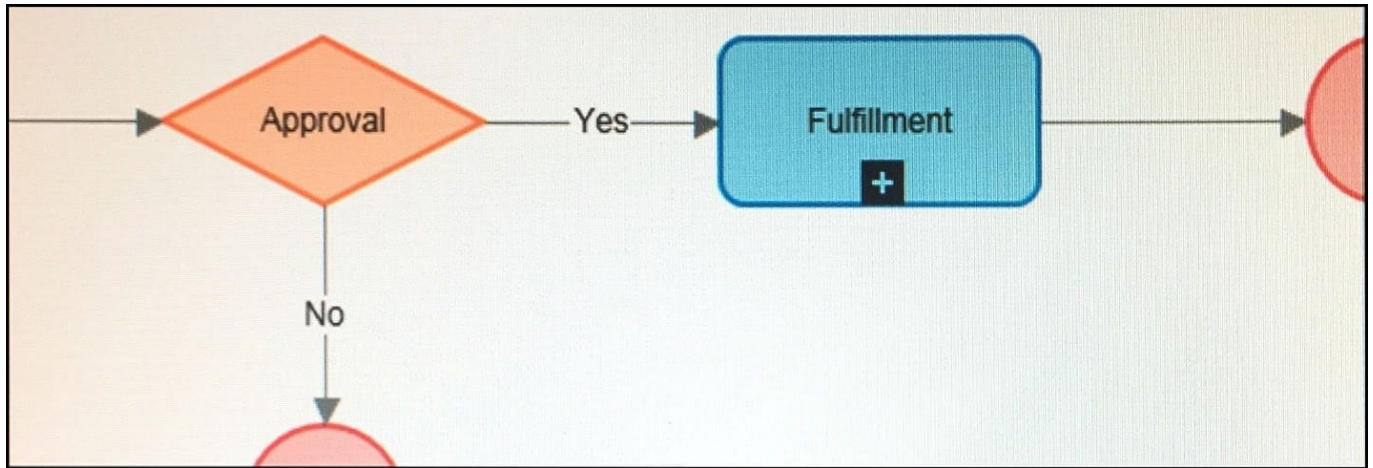 Approval
Yes
Fulfillment
+
No